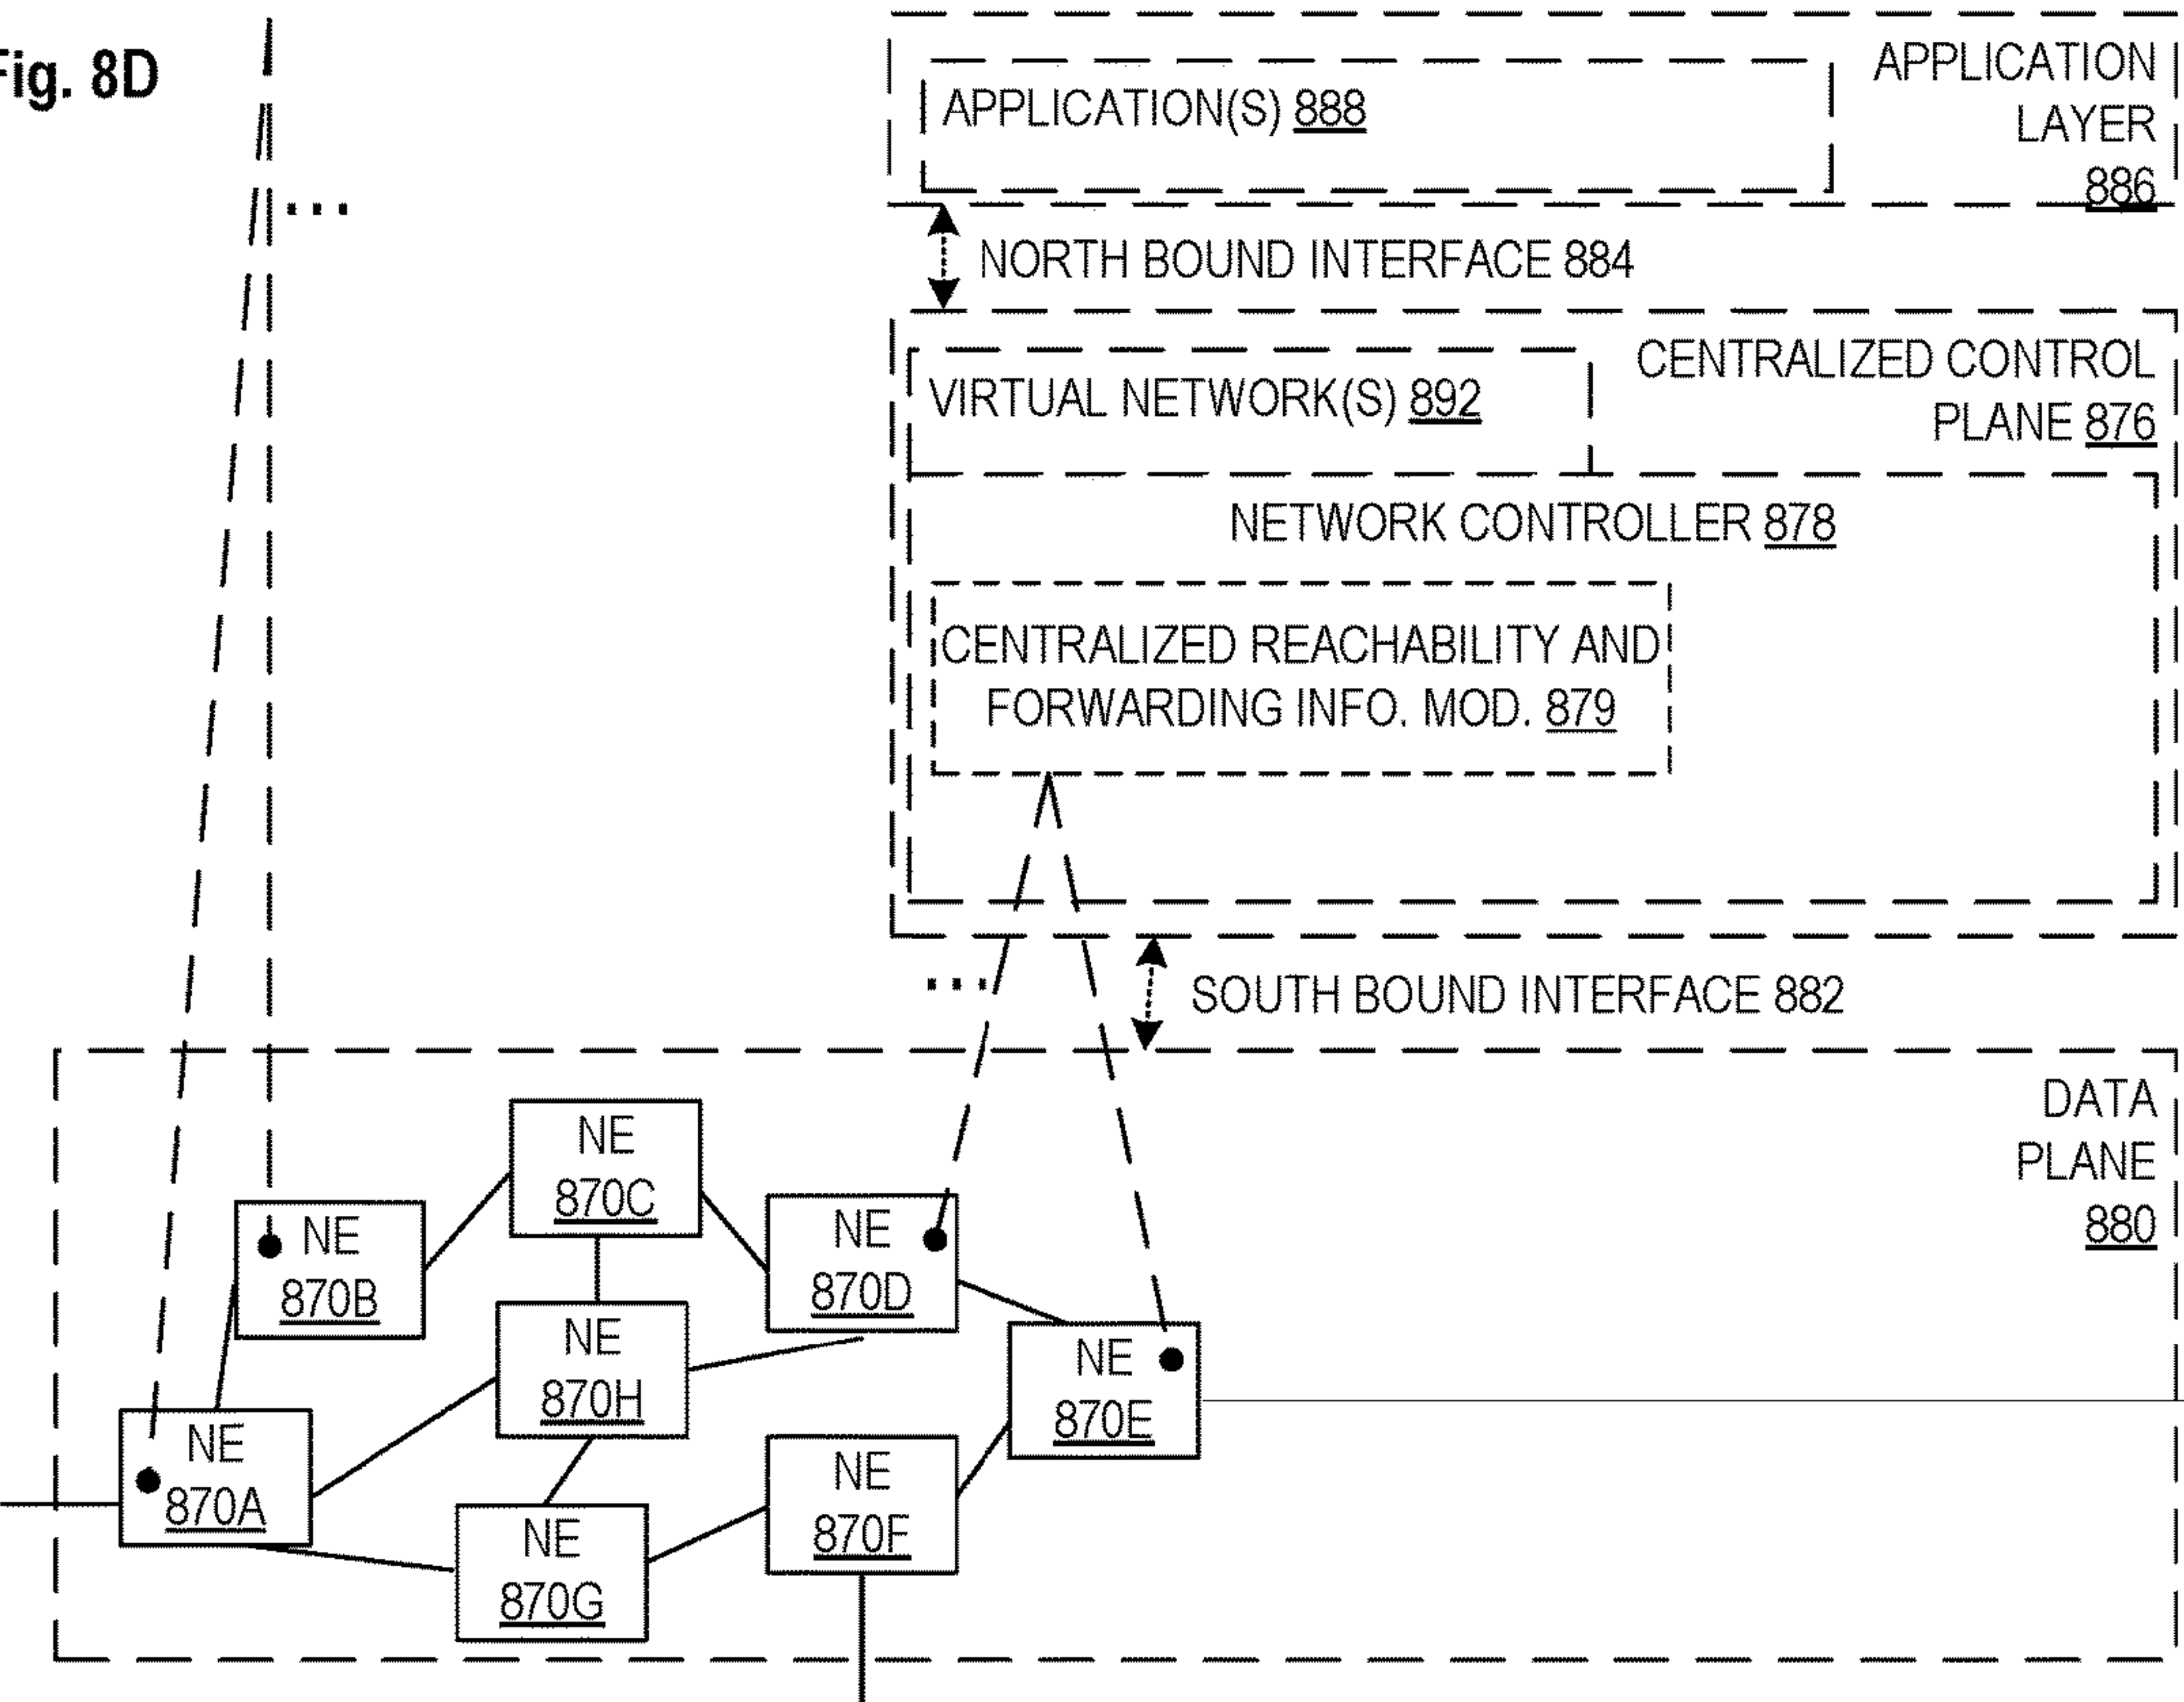 Fig. 8D
APPLICATION
LAYER
886
APPLICATION(S) 888
...
NORTH BOUND INTERFACE 884
CENTRALIZED CONTROL
PLANE 876
VIRTUAL NETWORK(S) 892
NETWORK CONTROLLER 878
CENTRALIZED REACHABILITY AND
FORWARDING INFO. MOD. 879
...
SOUTH BOUND INTERFACE 882
DATA
PLANE
880
NE
870C
NE
870B
NE
870D
NE
870H
NE
870E
NE
870A
NE
870F
NE
870G